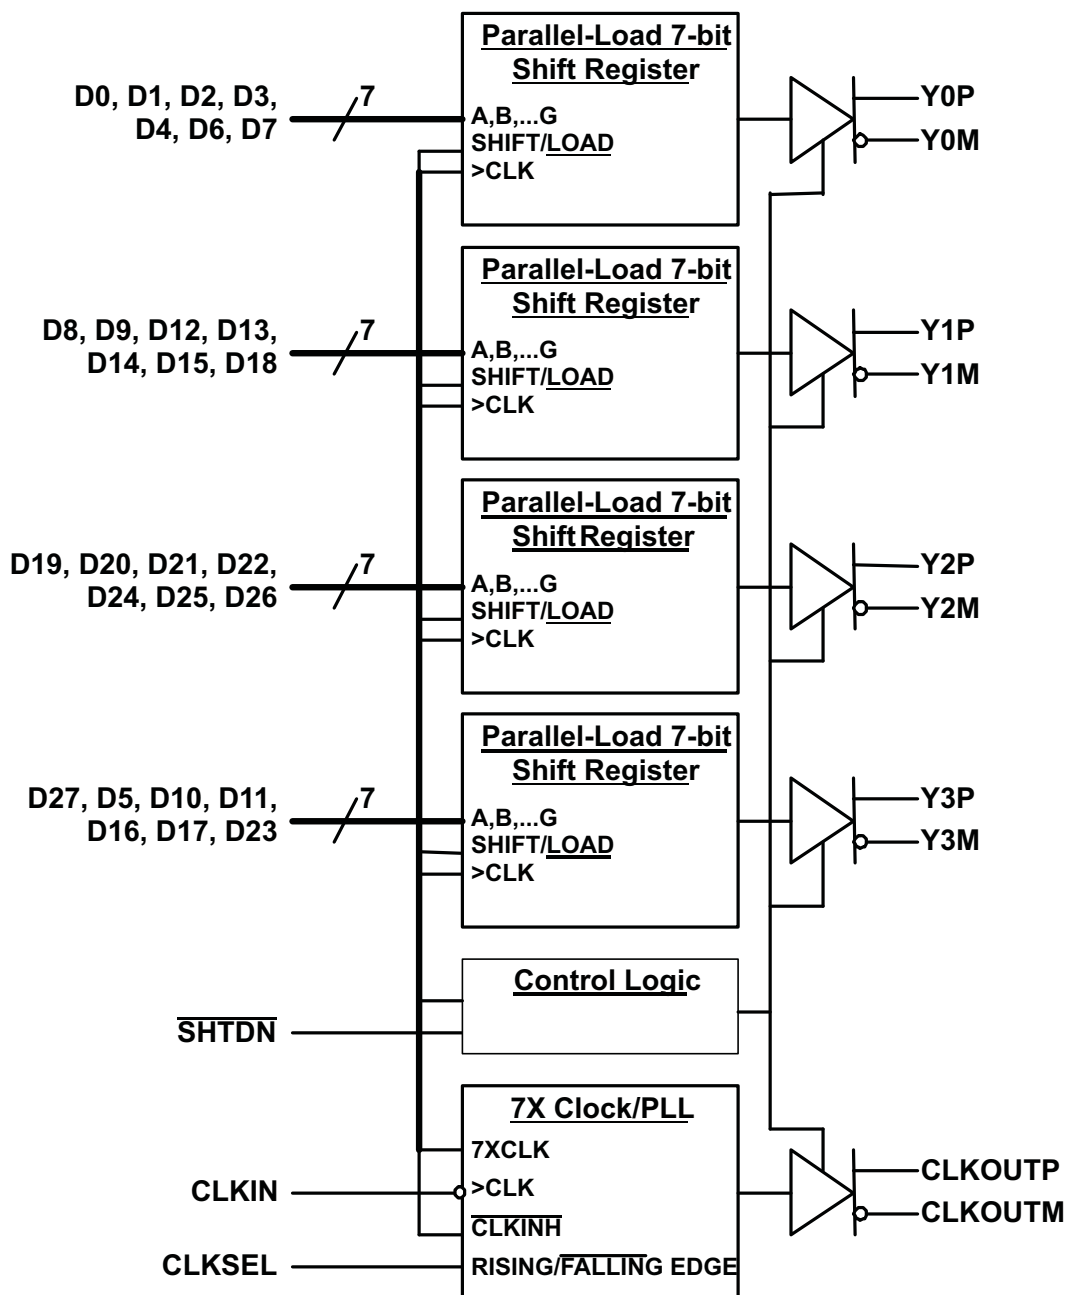 Parallel-Load 7-bit
Shift Register
D0, D1, D2, D3,
D4, D6, D7
7
A,B,...G
SHIFT/LOAD
>CLK
Y0P
Y0M
Parallel-Load 7-bit
Shift Register
D8, D9, D12, D13,
D14, D15, D18
7
A,B,...G
SHIFT/LOAD
>CLK
Y1P
Y1M
Parallel-Load 7-bit
Shift Register
D19, D20, D21, D22,
D24, D25, D26
7
A,B,...G
SHIFT/LOAD
>CLK
Y2P
Y2M
Parallel-Load 7-bit
Shift Register
D27, D5, D10, D11,
D16, D17, D23
7
A,B,...G
SHIFT/LOAD
>CLK
Y3P
Y3M
Control Logic
SHTDN
7X Clock/PLL
7XCLK
CLKIN
>CLK
CLKINH
CLKSEL
RISING/FALLING EDGE
CLKOUTP
CLKOUTM